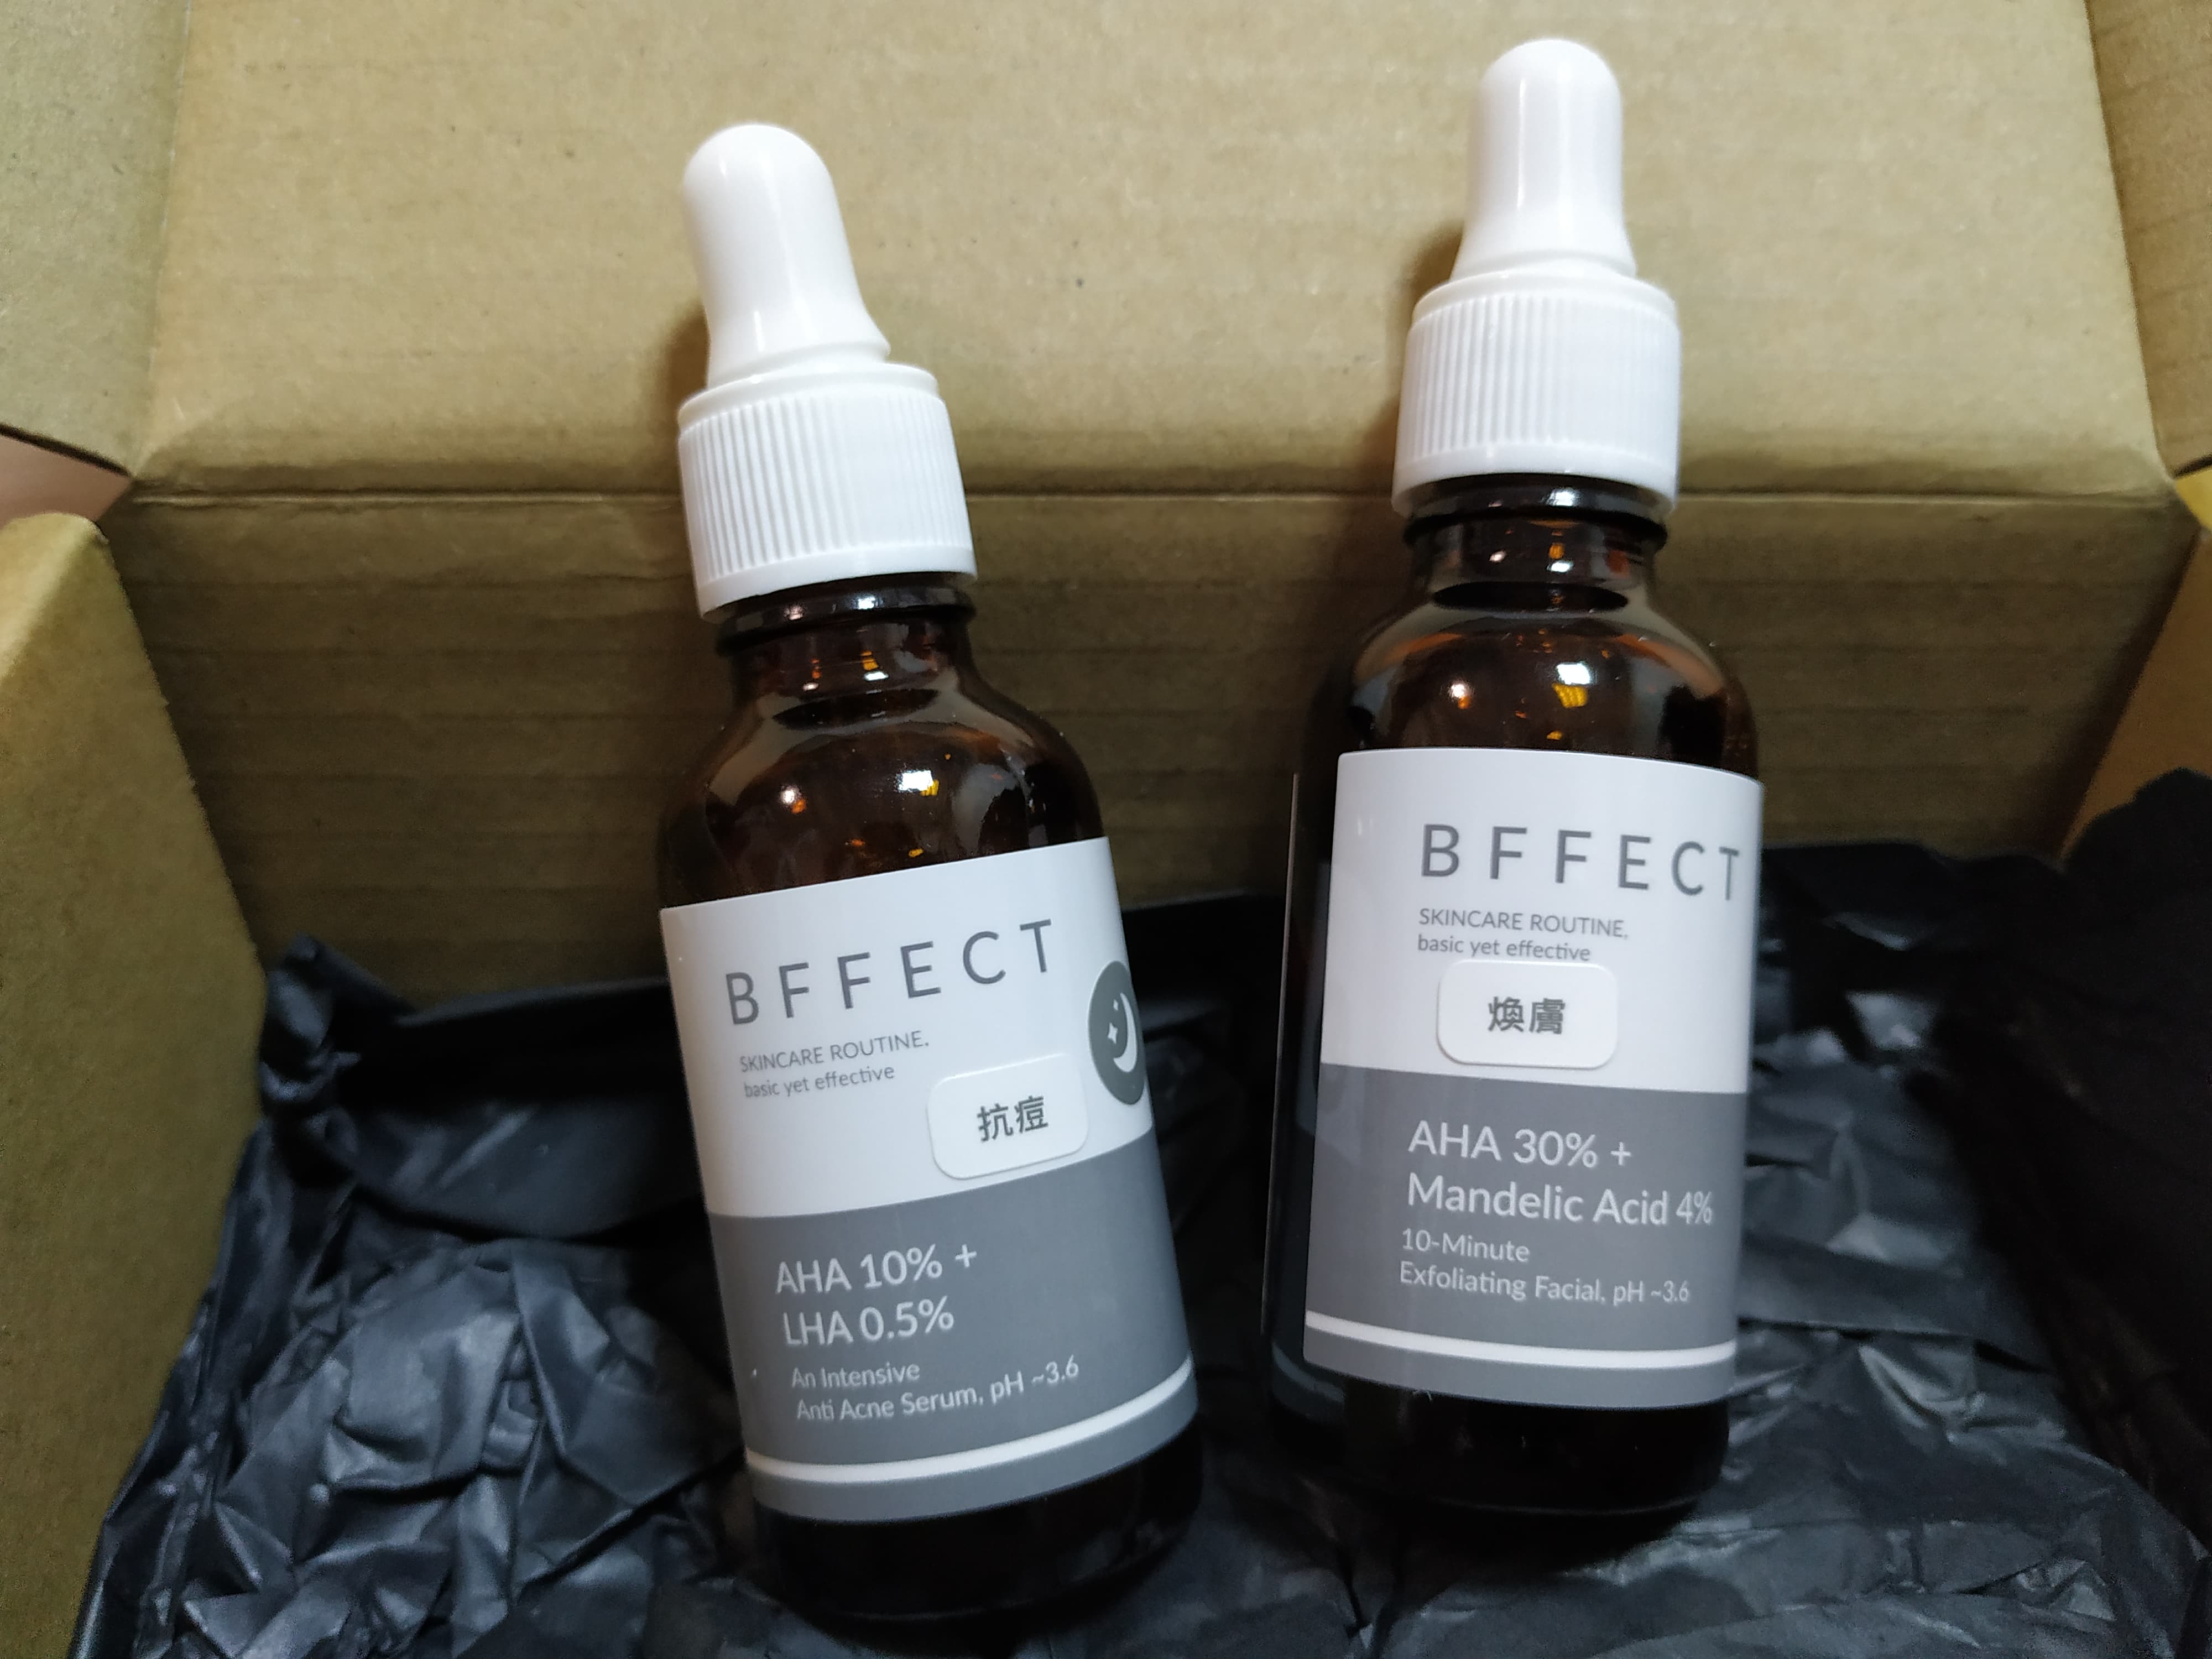 BFFECT
SKINCARE ROUTINE.
basic yet effective
抗痘
AHA 10% +
LHA 0.5%
An Intensive
Anti Acne Serum, pH ~3.6
BFFECT
SKINCARE ROUTINE.
basic yet effective
煥膚
AHA 30% +
Mandelic Acid 4%
10-Minute
Exfoliating Facial, pH ~3.6